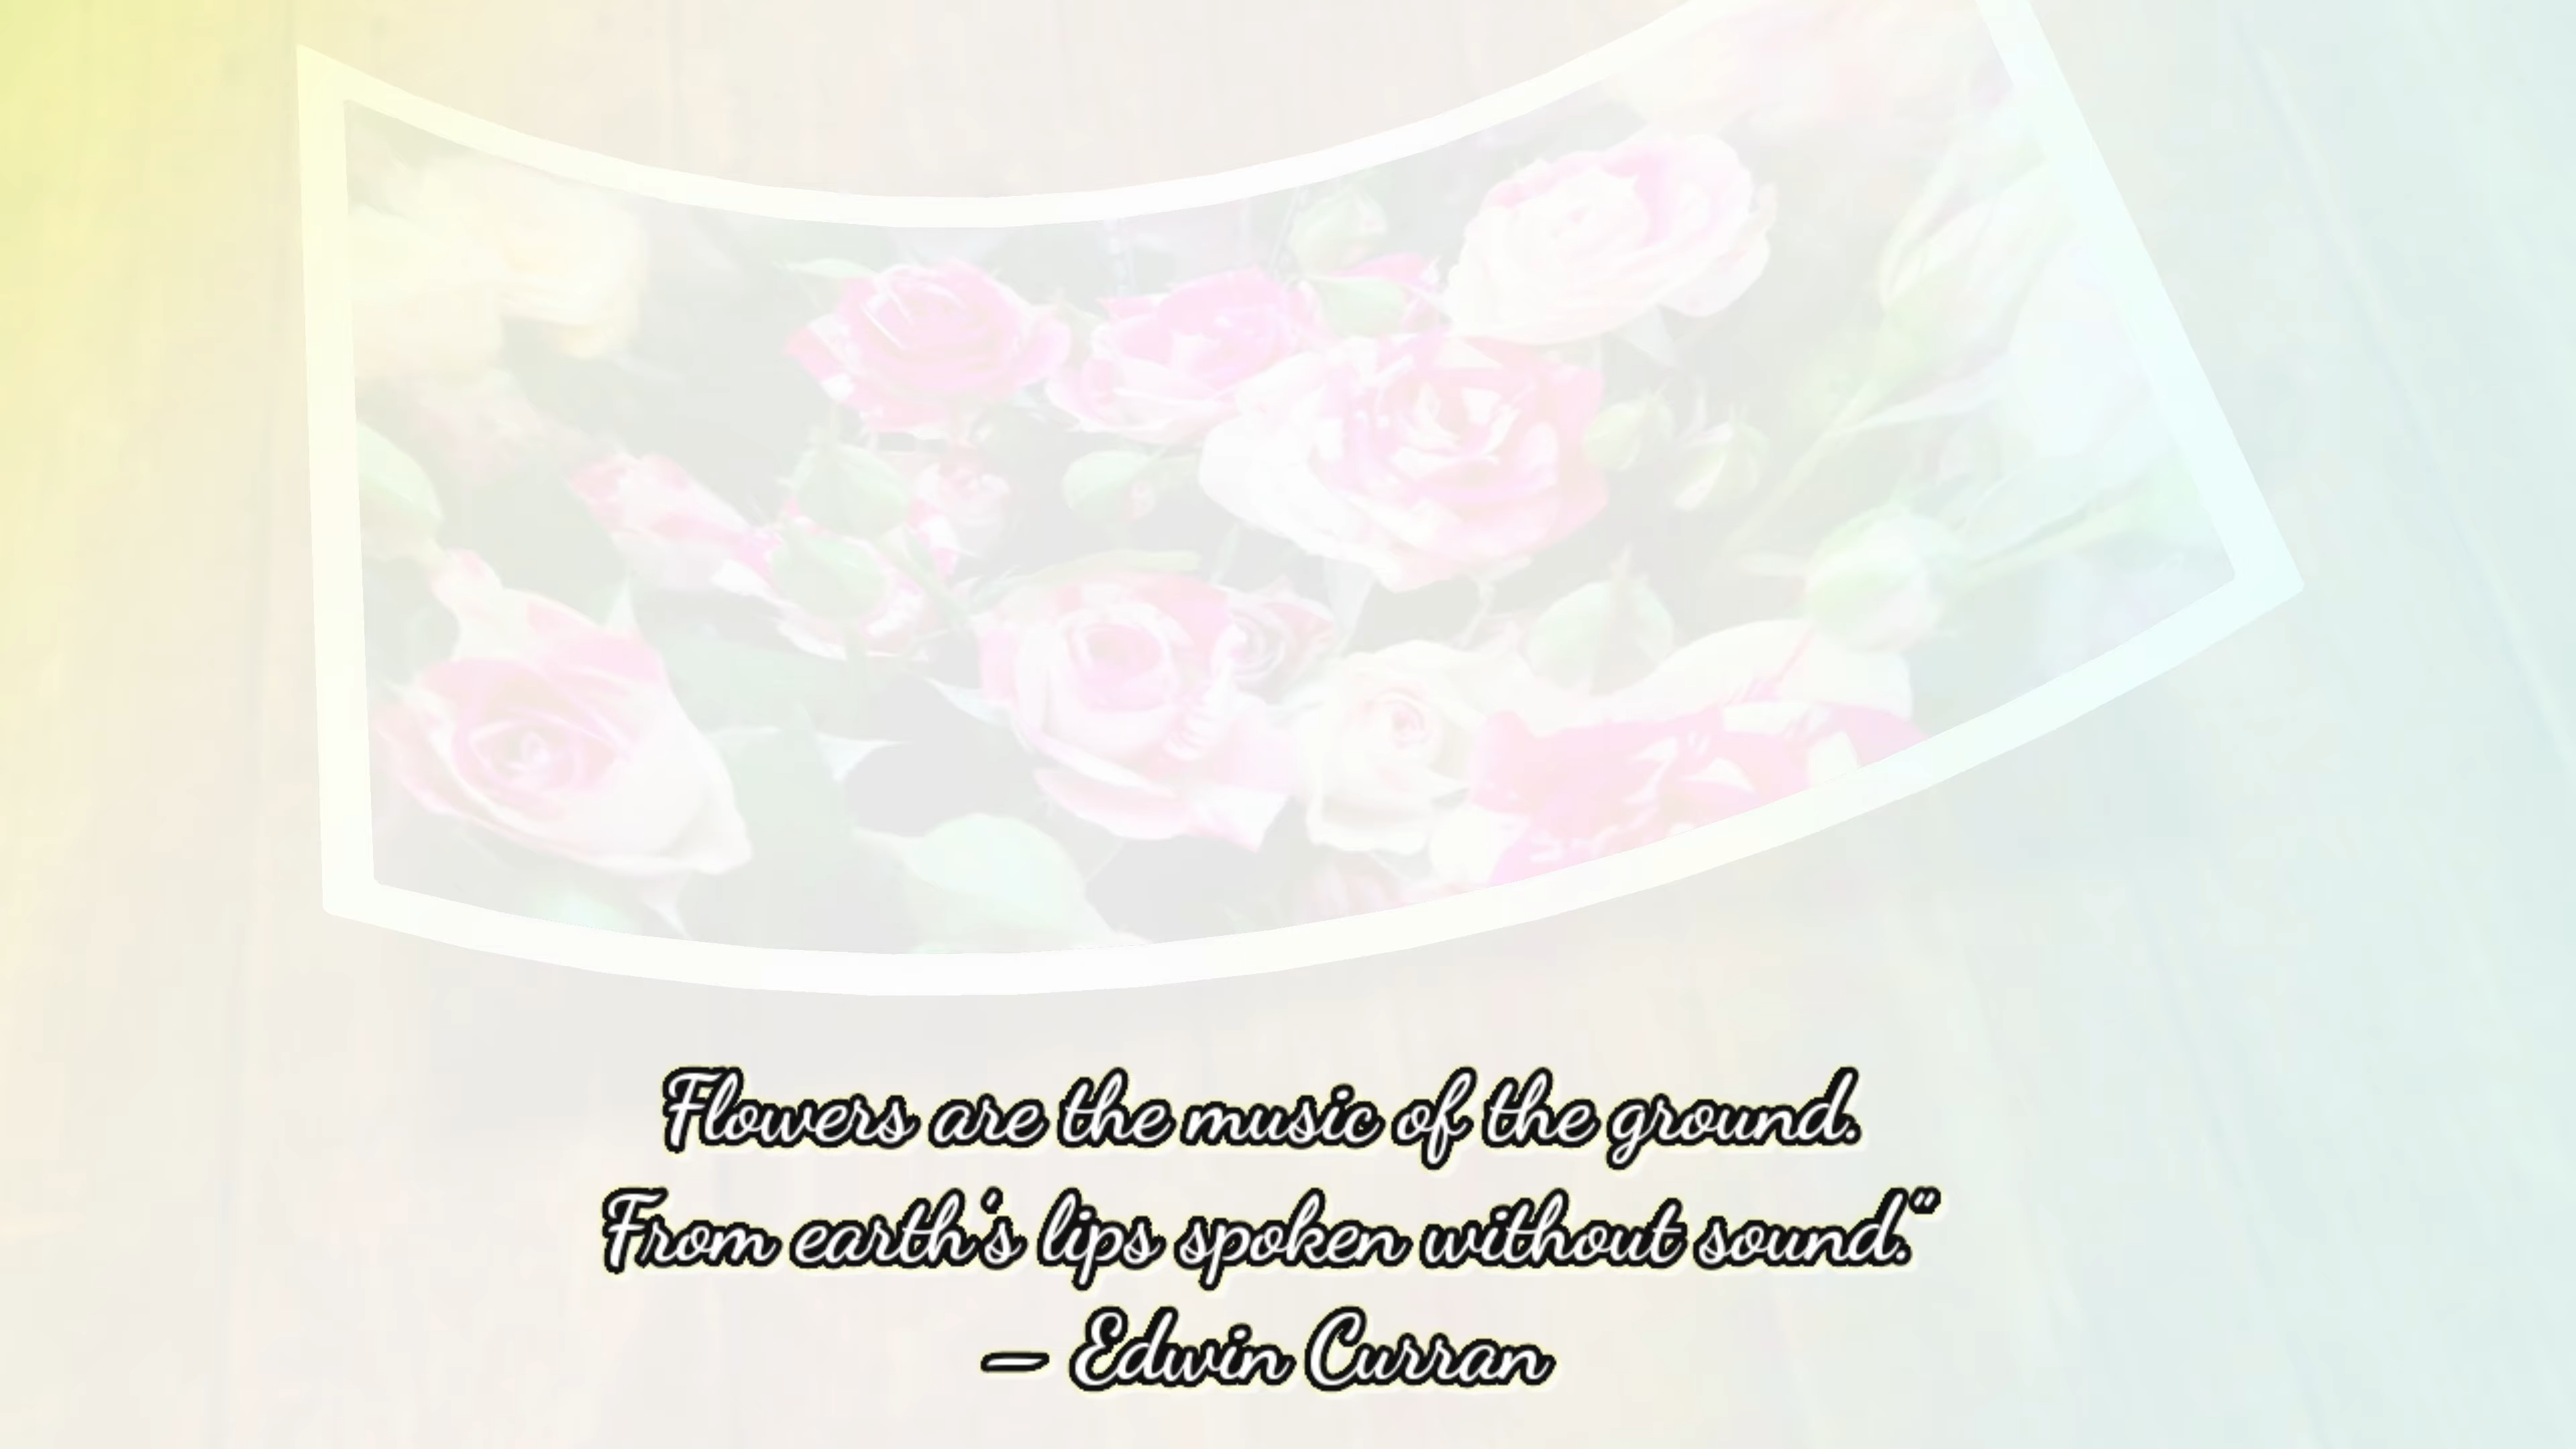 Flowers are the music of the ground.
From earth's lips spoken without sound.”
— Edwin Curran